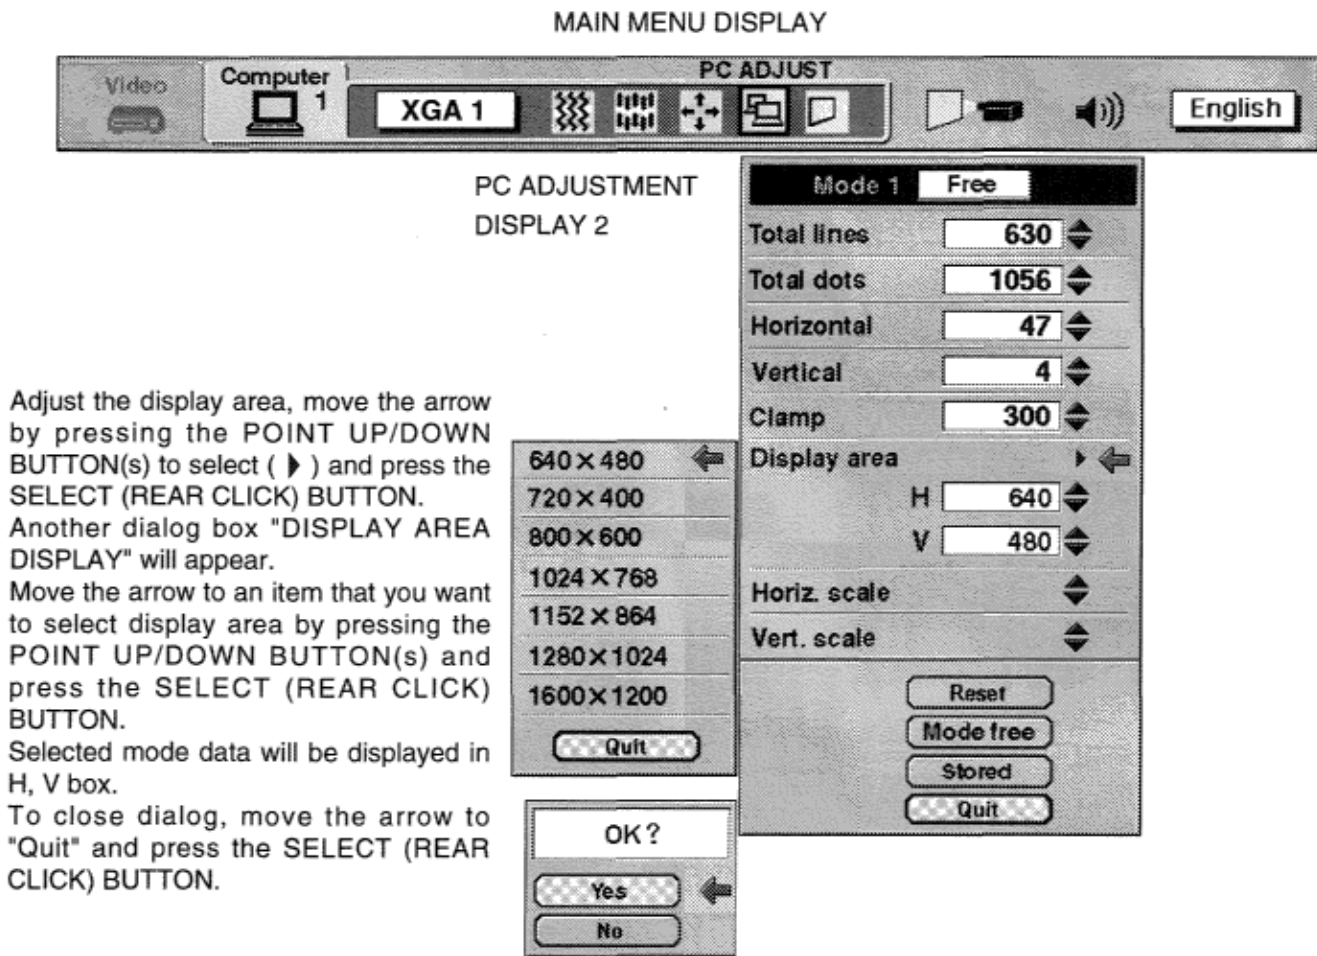 MAIN MENU DISPLAY
Video
Computer
1
PC ADJUST
XGA 1
English
PC ADJUSTMENT
DISPLAY 2
Mode 1 Free
Total lines 630
Total dots 1056
Horizontal 47
Vertical 4
Clamp 300
Display area
H 640
V 480
Horiz. scale
Vert. scale
Reset
Mode free
Stored
Quit
Adjust the display area, move the arrow
by pressing the POINT UP/DOWN
BUTTON(s) to select ( ▶ ) and press the
SELECT (REAR CLICK) BUTTON.
Another dialog box "DISPLAY AREA
DISPLAY" will appear.
Move the arrow to an item that you want
to select display area by pressing the
POINT UP/DOWN BUTTON(s) and
press the SELECT (REAR CLICK)
BUTTON.
Selected mode data will be displayed in
H, V box.
To close dialog, move the arrow to
"Quit" and press the SELECT (REAR
CLICK) BUTTON.
640×480
720×400
800×600
1024×768
1152×864
1280×1024
1600×1200
Quit
OK?
Yes
No